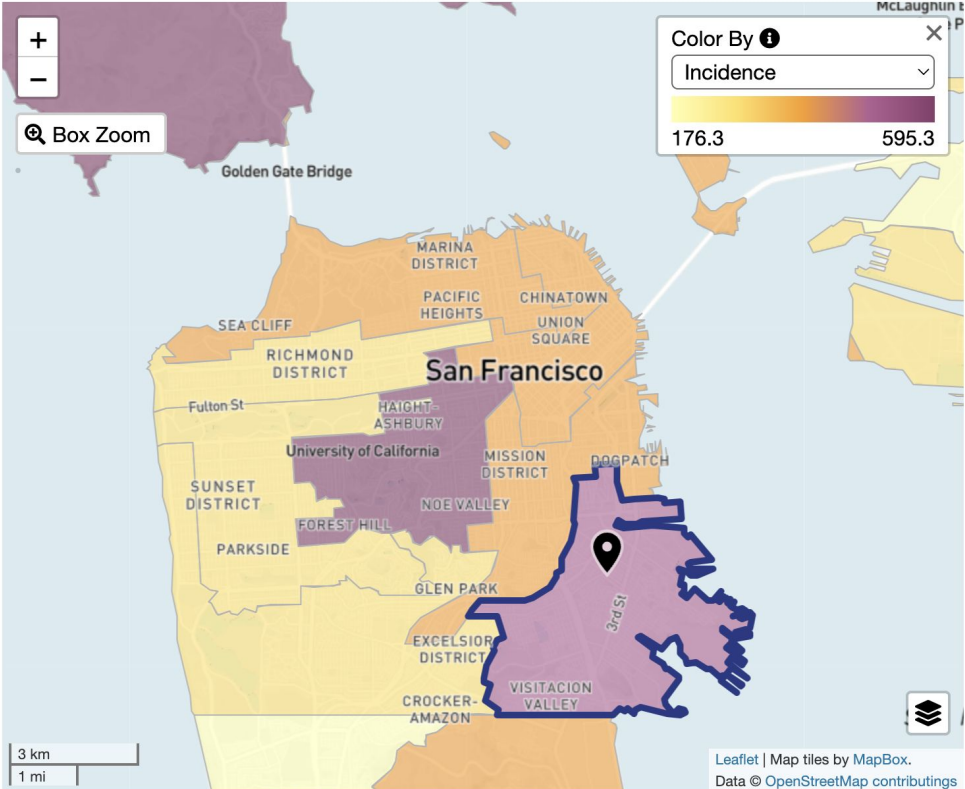 McLaughlin E
e P
+
−
Color By
Incidence
176.3
595.3
Box Zoom
Golden Gate Bridge
MARINA
DISTRICT
PACIFIC
HEIGHTS
CHINATOWN
SEA CLIFF
UNION
SQUARE
RICHMOND
DISTRICT
San Francisco
Fulton St
HAIGHT-
ASHBURY
University of California
MISSION
DISTRICT
DOGPATCH
SUNSET
DISTRICT
NOE VALLEY
FOREST HILL
PARKSIDE
GLEN PARK
3rd St
EXCELSIOR
DISTRICT
VISITACION
VALLEY
CROCKER-
AMAZON
3 km
1 mi
Leaflet | Map tiles by MapBox.
Data © OpenStreetMap contributings